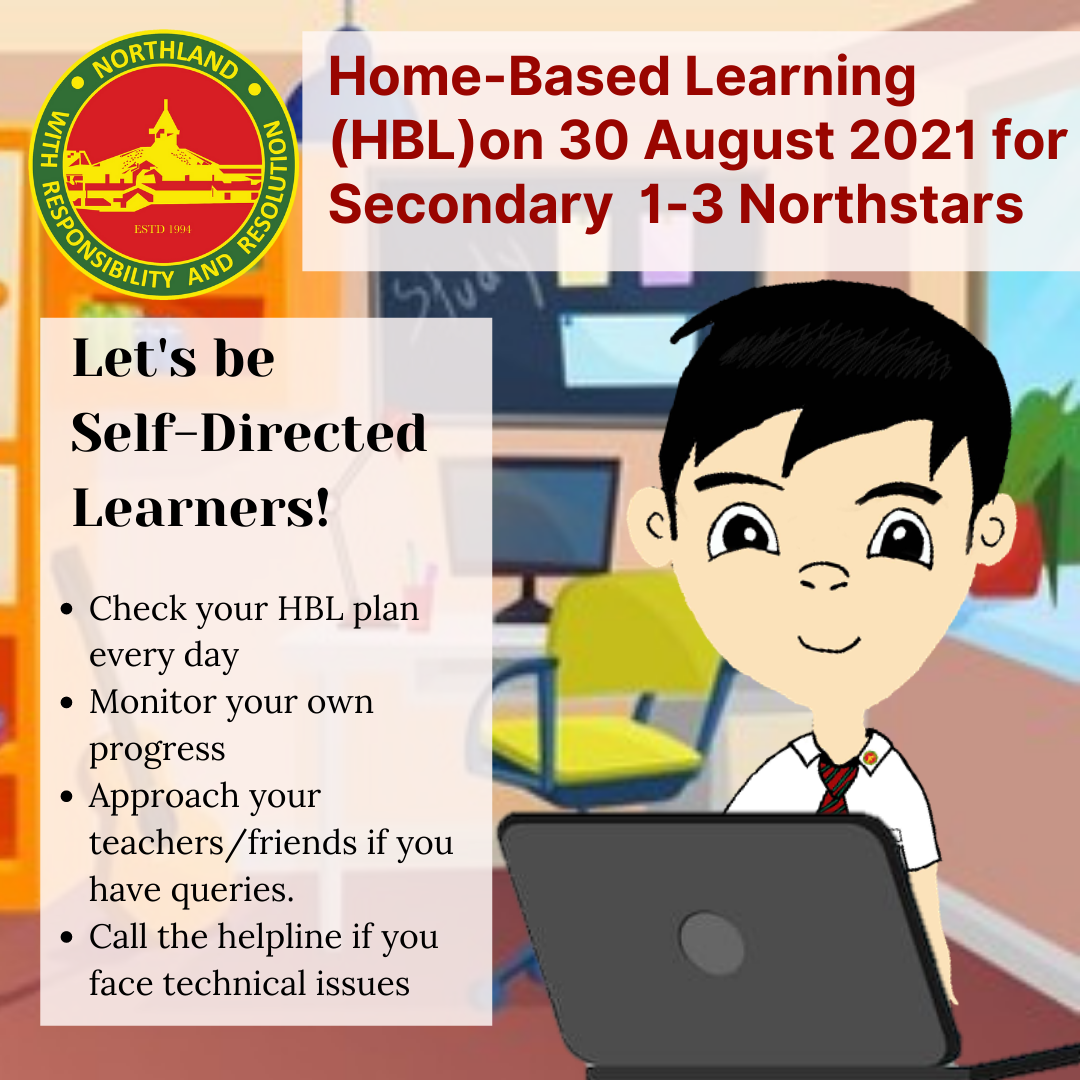 NORTHLAND
WITH RESPONSIBILITY AND RESOLUTION
ESTD 1994
Home-Based Learning
(HBL)on 30 August 2021 for
Secondary 1-3 Northstars
Study
Let's be
Self-Directed
Learners!
• Check your HBL plan
every day
• Monitor your own
progress
• Approach your
teachers/friends if you
have queries.
• Call the helpline if you
face technical issues